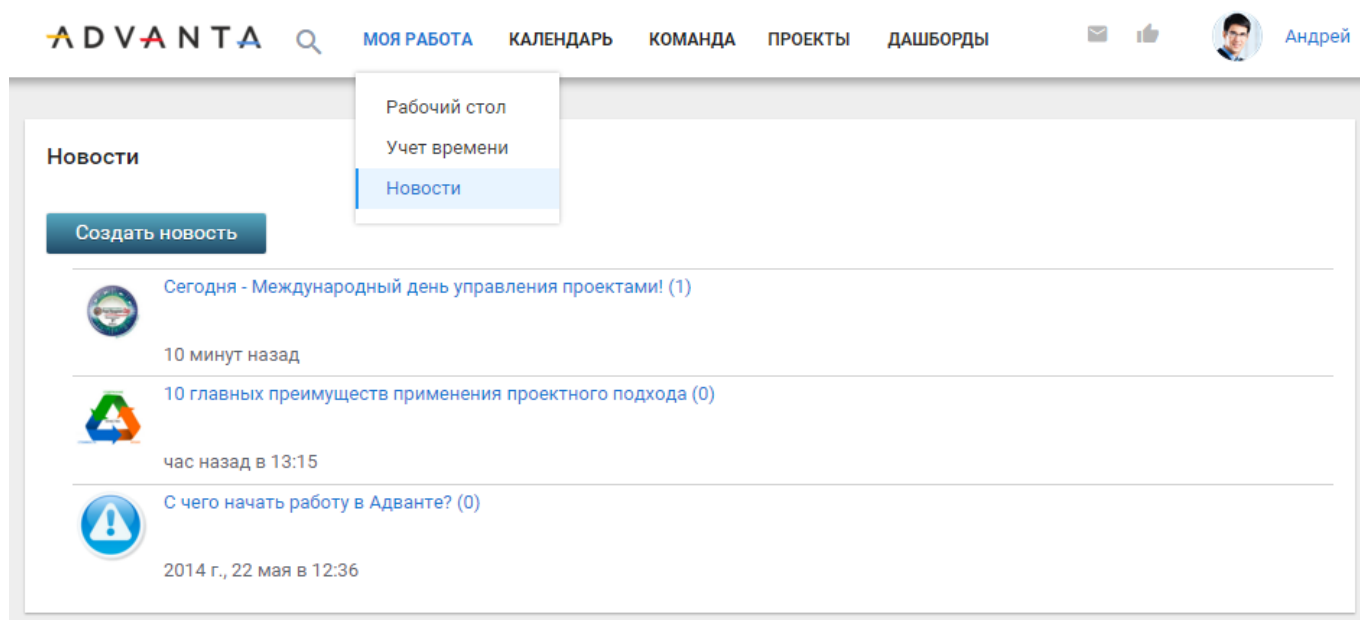 ADVANTA МОЯ РАБОТА КАЛЕНДАРЬ КОМАНДА ПРОЕКТЫ ДАШБОРДЫ Андрей
Рабочий стол
Учет времени
Новости
Новости
Создать новость
Сегодня - Международный день управления проектами! (1)
10 минут назад
10 главных преимуществ применения проектного подхода (0)
час назад в 13:15
С чего начать работу в Адванте? (0)
2014 г., 22 мая в 12:36